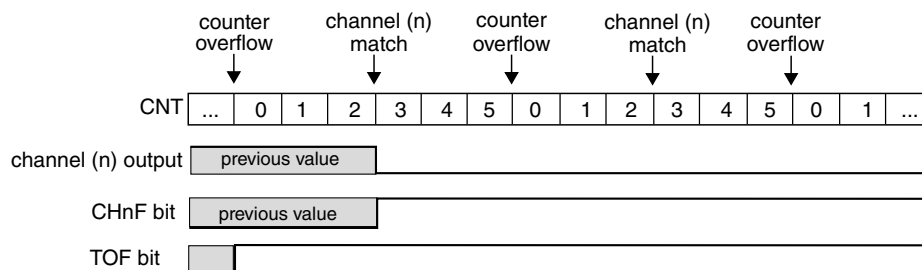 counter overflow
channel (n) match
counter overflow
channel (n) match
counter overflow
CNT ... 0 1 2 3 4 5 0 1 2 3 4 5 0 1 ...
channel (n) output previous value
CHnF bit previous value
TOF bit